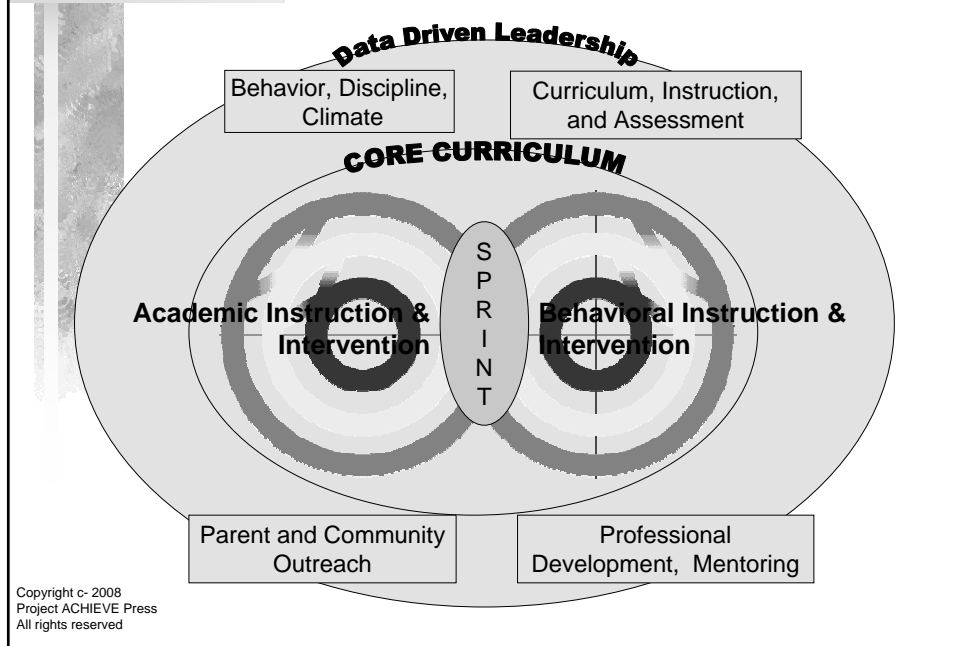 Data Driven Leadership
Behavior, Discipline,
Climate
Curriculum, Instruction,
and Assessment
CORE CURRICULUM
Academic Instruction &
Intervention
S
P
R
I
N
T
Behavioral Instruction &
Intervention
Parent and Community
Outreach
Professional
Development, Mentoring
Copyright c- 2008
Project ACHIEVE Press
All rights reserved